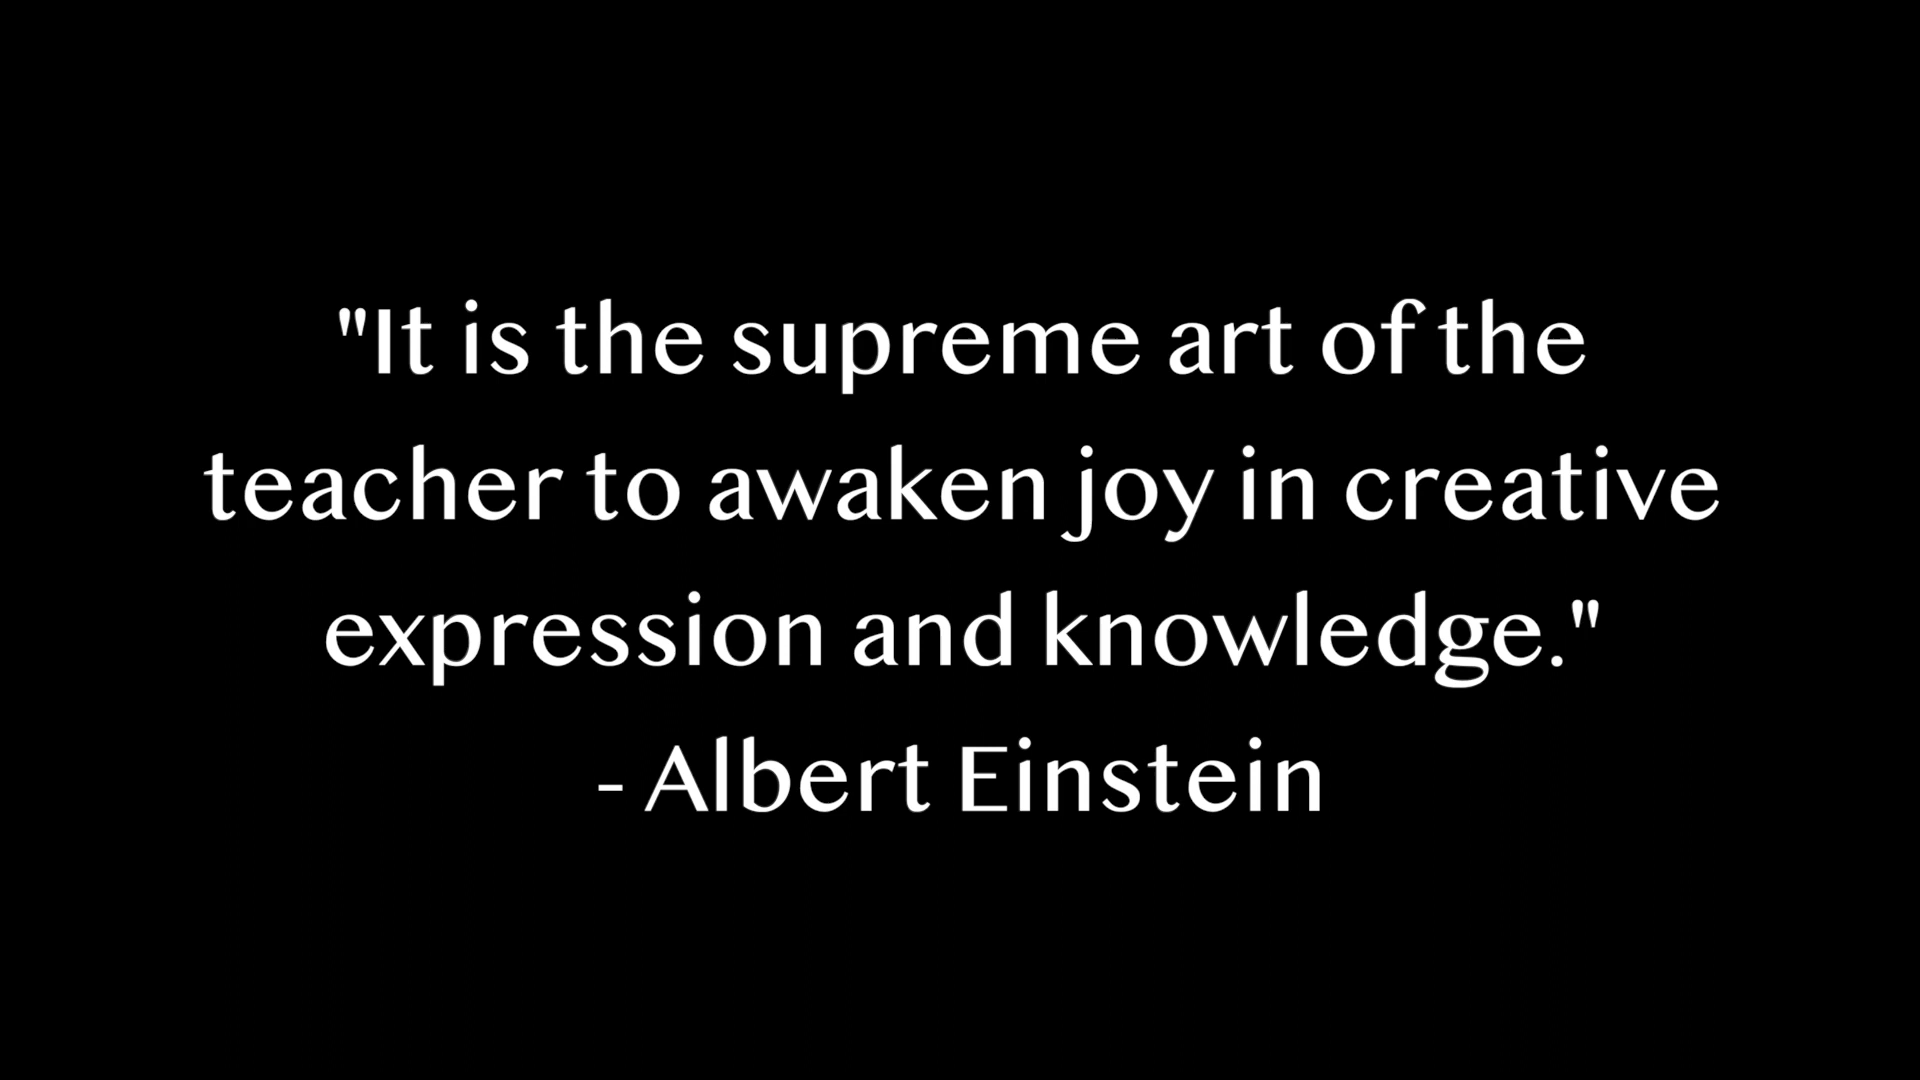 "It is the supreme art of the
teacher to awaken joy in creative
expression and knowledge."
- Albert Einstein